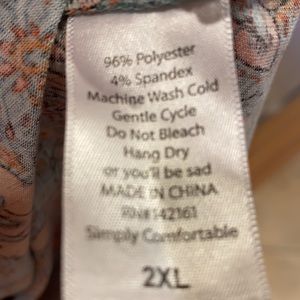 96% Polyester
4% Spandex
Machine Wash Cold
Gentle Cycle
Do Not Bleach
Hang Dry
or you'll be sad
MADE IN CHINA
RN# 142161
Simply Comfortable
2XL